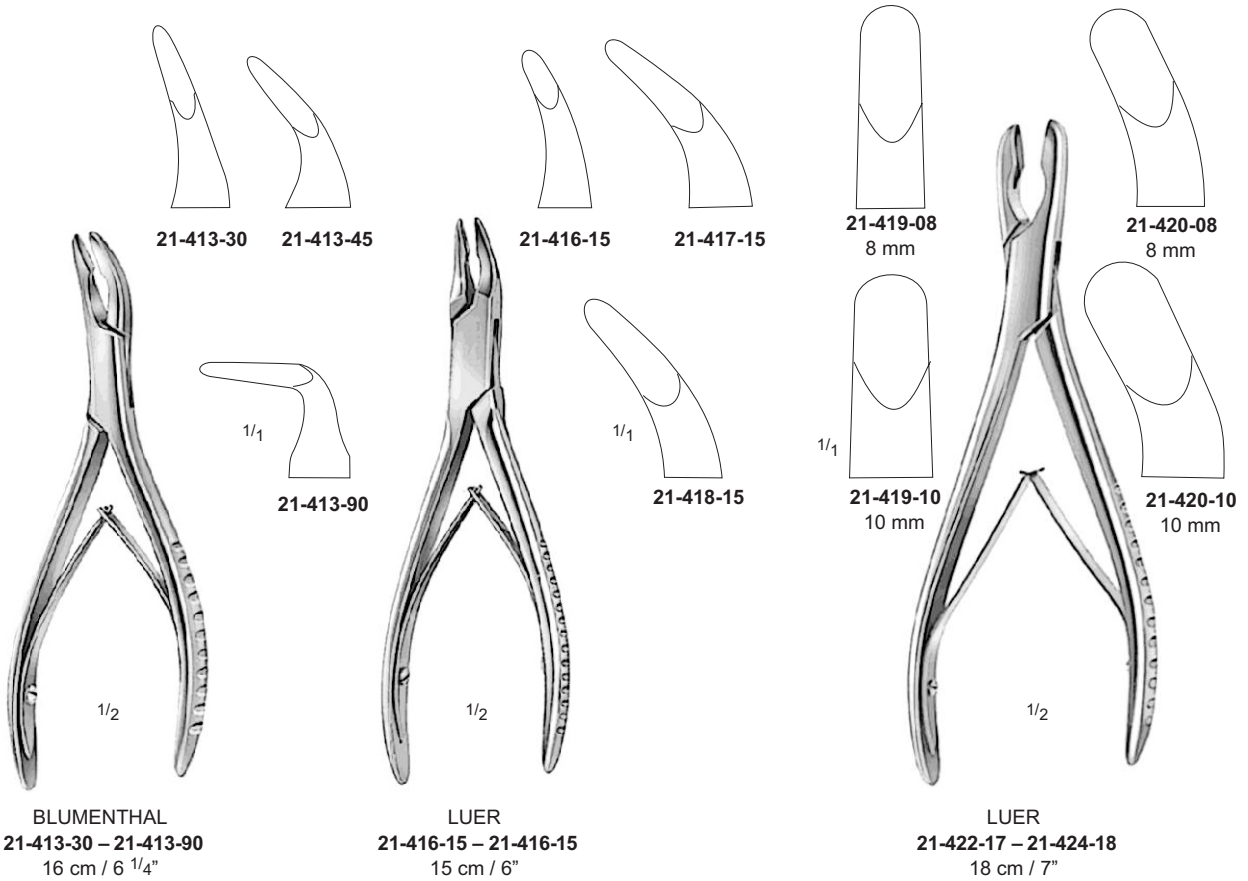 21-413-30
21-413-45
21-416-15
21-417-15
21-419-08
8 mm
21-420-08
8 mm
1/1
21-413-90
1/1
21-418-15
1/1
21-419-10
10 mm
21-420-10
10 mm
1/2
1/2
1/2
BLUMENTHAL
21-413-30 – 21-413-90
16 cm / 6 1/4”
LUER
21-416-15 – 21-416-15
15 cm / 6”
LUER
21-422-17 – 21-424-18
18 cm / 7”